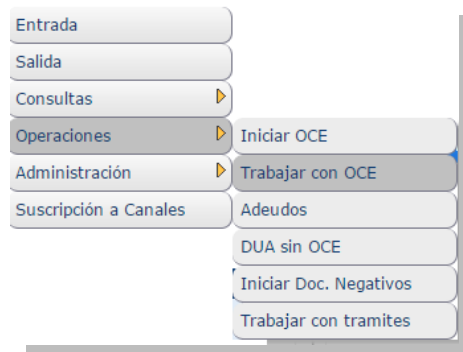 Entrada
Salida
Consultas
Operaciones
Administración
Suscripción a Canales
Iniciar OCE
Trabajar con OCE
Adeudos
DUA sin OCE
Iniciar Doc. Negativos
Trabajar con tramites